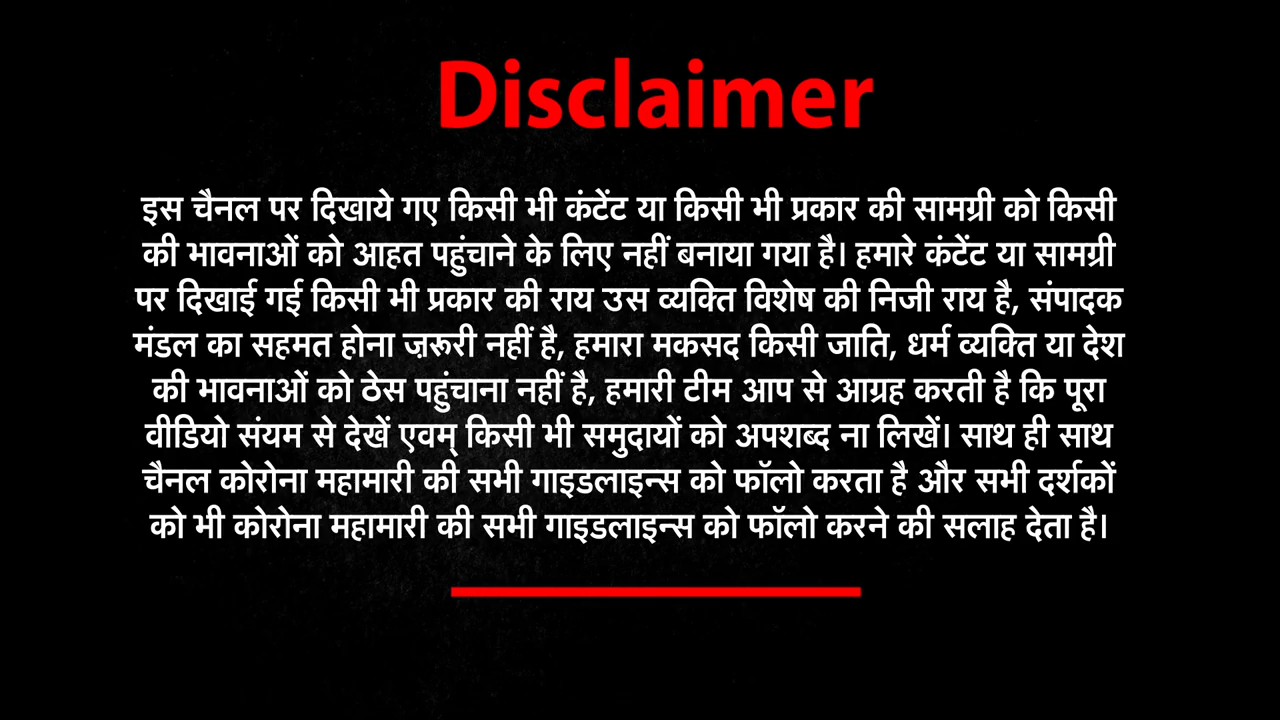 Disclaimer
इस चैनल पर दिखाये गए किसी भी कंटेंट या किसी भी प्रकार की सामग्री को किसी
की भावनाओं को आहत पहुंचाने के लिए नहीं बनाया गया है। हमारे कंटेंट या सामग्री
पर दिखाई गई किसी भी प्रकार की राय उस व्यक्ति विशेष की निजी राय है, संपादक
मंडल का सहमत होना ज़रूरी नहीं है, हमारा मकसद किसी जाति, धर्म व्यक्ति या देश
की भावनाओं को ठेस पहुंचाना नहीं है, हमारी टीम आप से आग्रह करती है कि पूरा
वीडियो संयम से देखें एवम् किसी भी समुदायों को अपशब्द ना लिखें। साथ ही साथ
चैनल कोरोना महामारी की सभी गाइडलाइन्स को फॉलो करता है और सभी दर्शकों
को भी कोरोना महामारी की सभी गाइडलाइन्स को फॉलो करने की सलाह देता है।